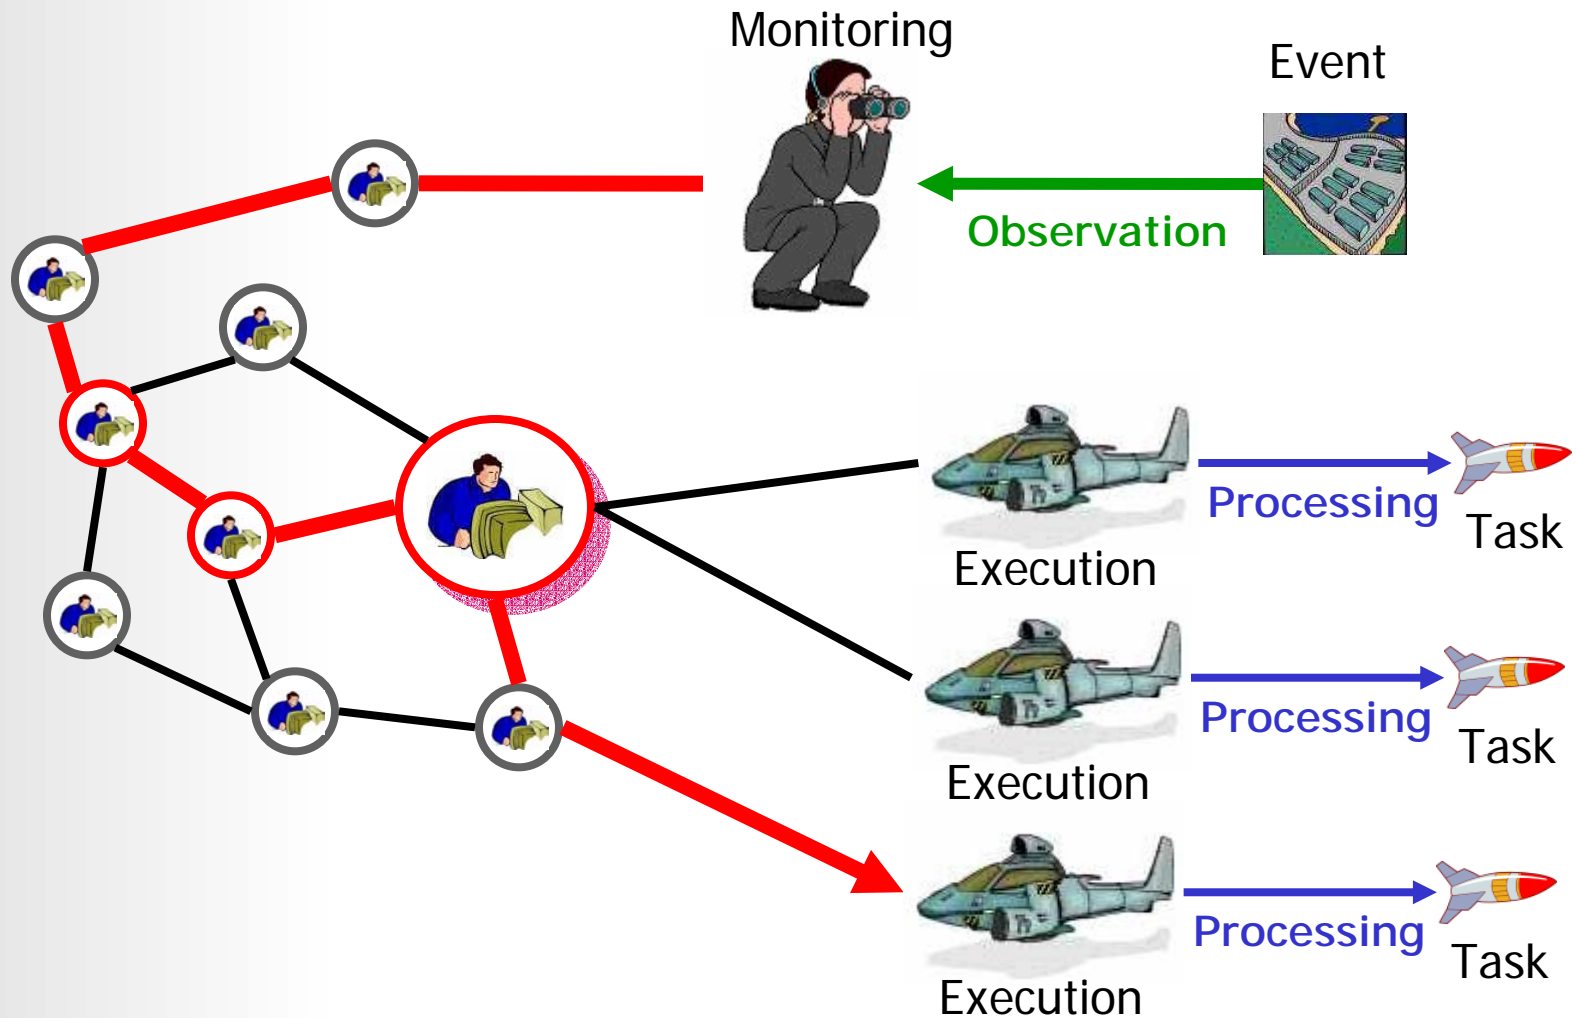 Monitoring
Event
Observation
Processing
Task
Execution
Processing
Task
Execution
Processing
Task
Execution